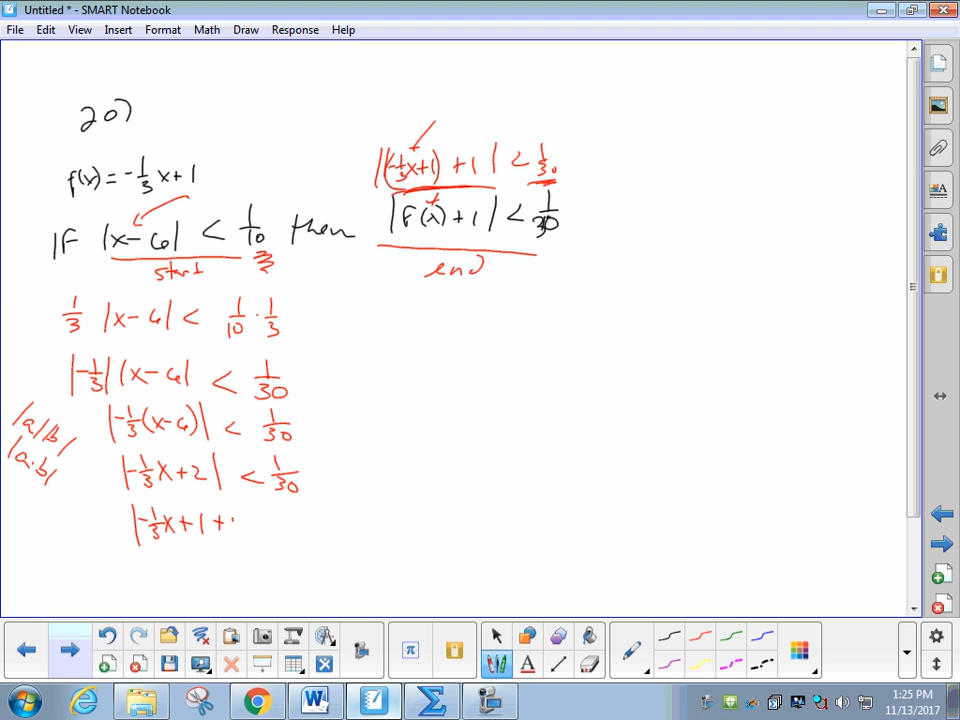 Untitled * - SMART Notebook
File Edit View Insert Format Math Draw Response Help
20)
f(x) = -1/3 x + 1
|(-1/3x+1) + 1| < 1/30
IF |x-6| < 1/10 then |F(x)+1| < 1/30
start
end
1/3 |x-6| < 1/10 · 1/3
|-1/3| |x-6| < 1/30
|a||b|
|-1/3(x-6)| < 1/30
|a·b|
|-1/3x+2| < 1/30
|-1/3x+1+
π
A
Σ
W
1:25 PM
11/13/2017